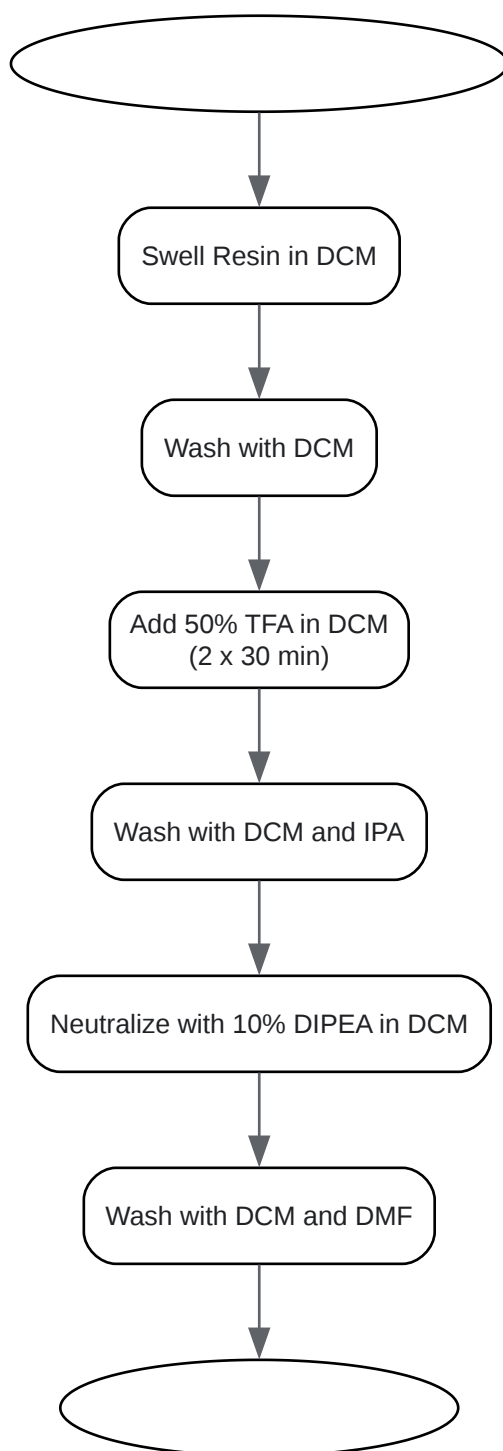 Swell Resin in DCM
Wash with DCM
Add 50% TFA in DCM
(2 x 30 min)
Wash with DCM and IPA
Neutralize with 10% DIPEA in DCM
Wash with DCM and DMF